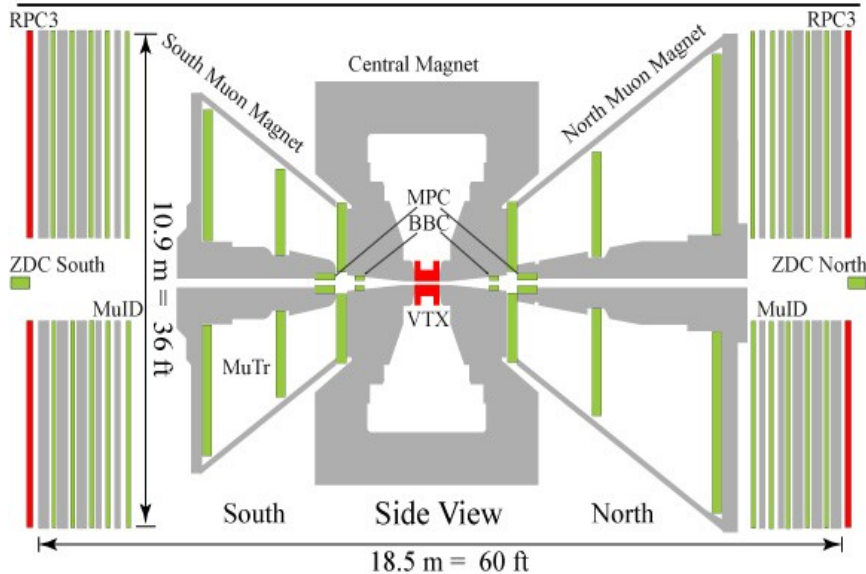 RPC3
RPC3
South Muon Magnet
Central Magnet
North Muon Magnet
MPC
BBC
10.9 m = 36 ft
ZDC South
ZDC North
MuID
VTX
MuID
MuTr
South
Side View
North
18.5 m = 60 ft